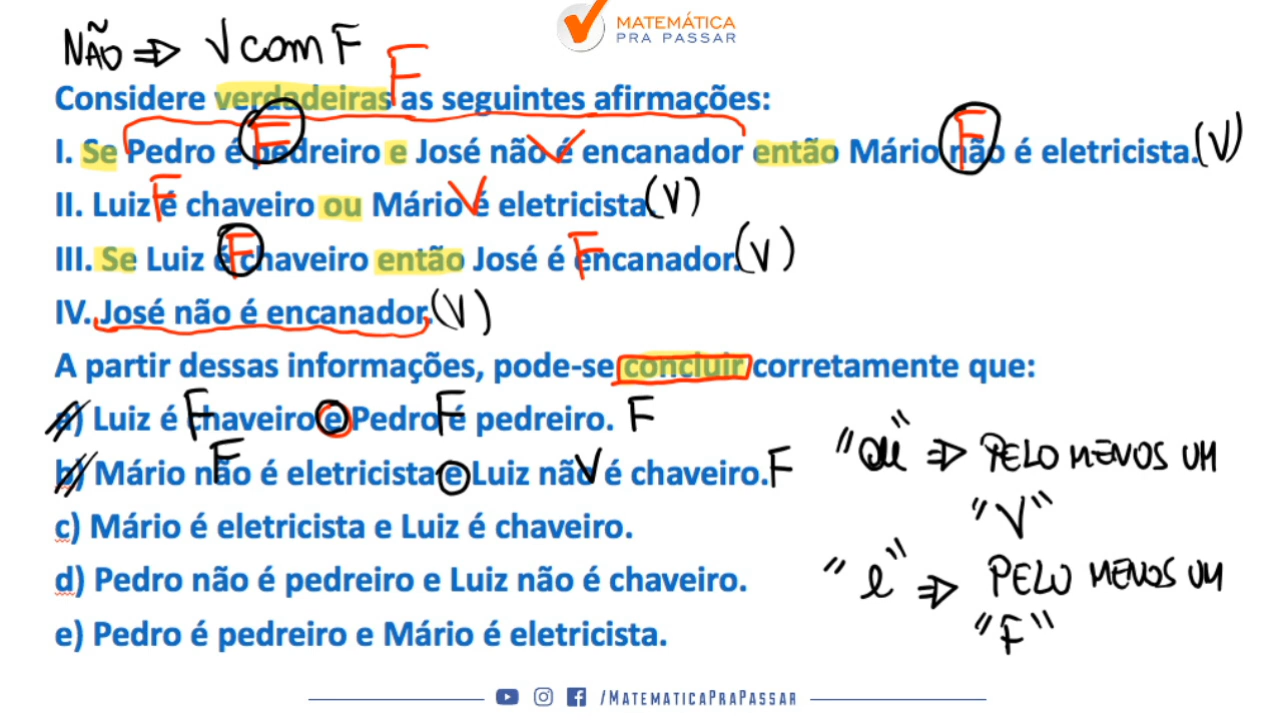 MATEMÁTICA
PRA PASSAR
NÃO ⇒ V com F
F
Considere verdadeiras as seguintes afirmações:
F V F
I. Se Pedro é pedreiro e José não é encanador então Mário não é eletricista. (V)
F V
II. Luiz é chaveiro ou Mário é eletricista. (V)
F F
III. Se Luiz é chaveiro então José é encanador. (V)
IV. José não é encanador. (V)
A partir dessas informações, pode-se concluir corretamente que:
F F
a) Luiz é chaveiro e Pedro é pedreiro. F
F V
b) Mário não é eletricista e Luiz não é chaveiro. F
c) Mário é eletricista e Luiz é chaveiro.
d) Pedro não é pedreiro e Luiz não é chaveiro.
e) Pedro é pedreiro e Mário é eletricista.
"ou" ⇒ PELO MENOS UM
"V"
"e" ⇒ PELO MENOS UM
"F"
/MATEMATICAPRAPASSAR